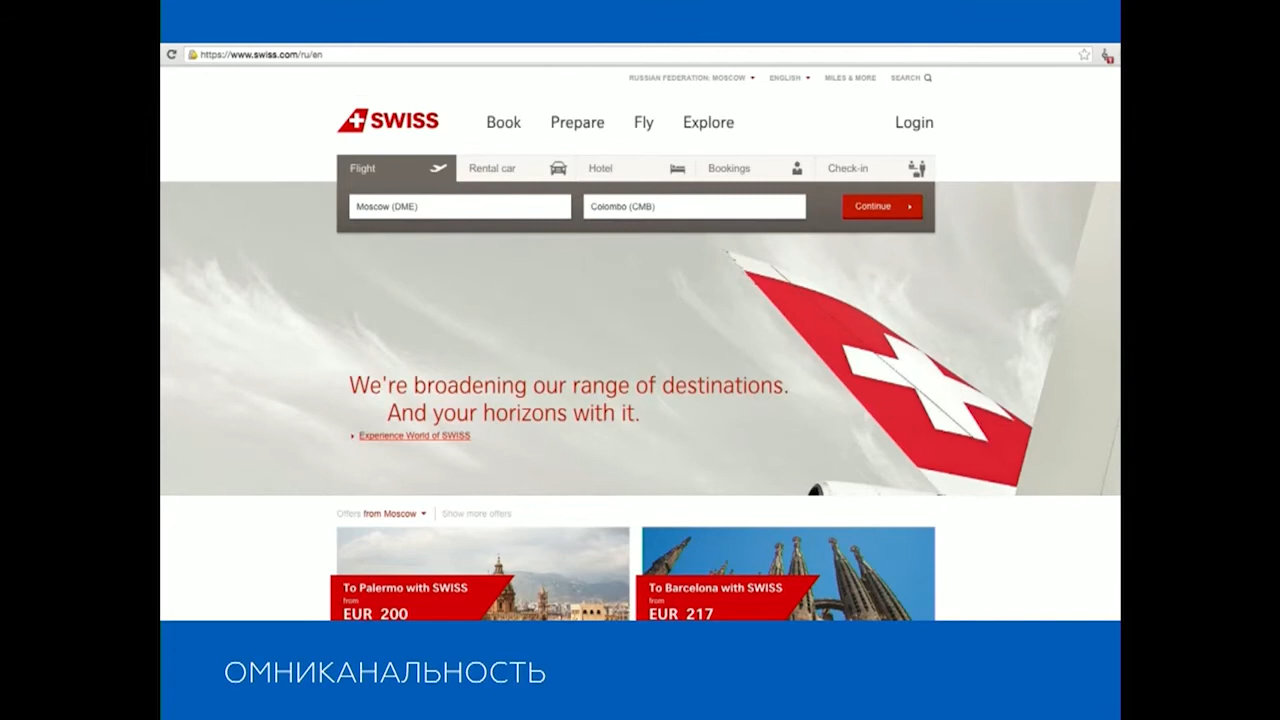 https://www.swiss.com/ru/en
RUSSIAN FEDERATION: MOSCOW ENGLISH MILES & MORE SEARCH
SWISS Book Prepare Fly Explore Login
Flight Rental car Hotel Bookings Check-in
Moscow (DME) Colombo (CMB) Continue
We're broadening our range of destinations.
And your horizons with it.
Experience World of SWISS
Offers from Moscow Show more offers
To Palermo with SWISS
from
EUR 200
To Barcelona with SWISS
from
EUR 217
ОМНИКАНАЛЬНОСТЬ